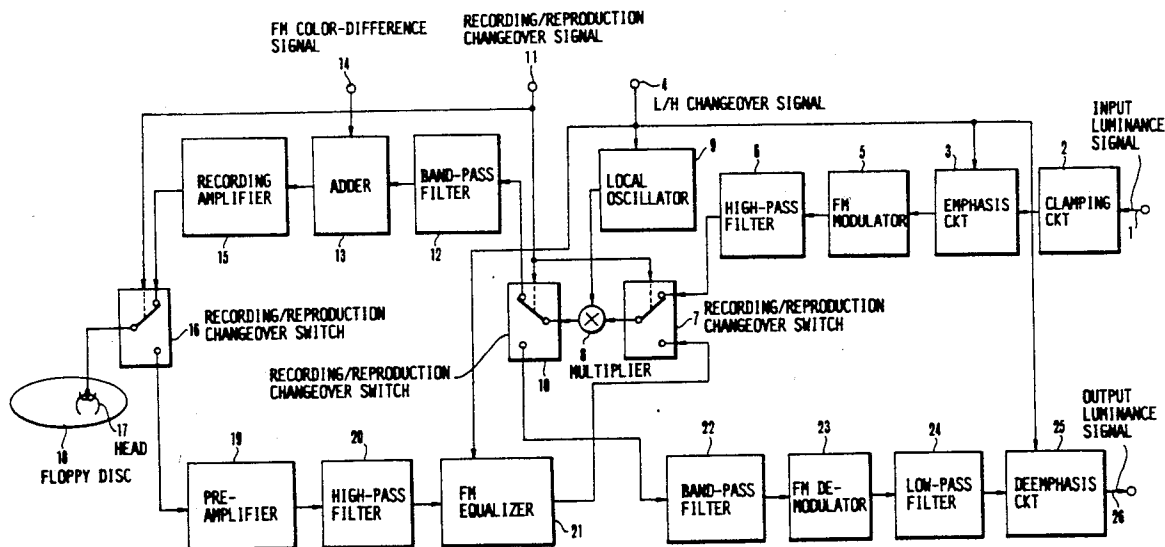 FM COLOR-DIFFERENCE
SIGNAL
14
RECORDING/REPRODUCTION
CHANGEOVER SIGNAL
11
4
L/H CHANGEOVER SIGNAL
INPUT
LUMINANCE
SIGNAL
1
RECORDING
AMPLIFIER
15
ADDER
13
BAND-PASS
FILTER
12
9
LOCAL
OSCILLATOR
6
HIGH-PASS
FILTER
5
FM
MODULATOR
3
EMPHASIS
CKT
2
CLAMPING
CKT
16
RECORDING/REPRODUCTION
CHANGEOVER SWITCH
RECORDING/REPRODUCTION
CHANGEOVER SWITCH
10
8
MULTIPLIER
7
RECORDING/REPRODUCTION
CHANGEOVER SWITCH
17
HEAD
18
FLOPPY DISC
19
PRE-
AMPLIFIER
20
HIGH-PASS
FILTER
FM
EQUALIZER
21
22
BAND-PASS
FILTER
23
FM DE-
MODULATOR
24
LOW-PASS
FILTER
25
DEEMPHASIS
CKT
OUTPUT
LUMINANCE
SIGNAL
26